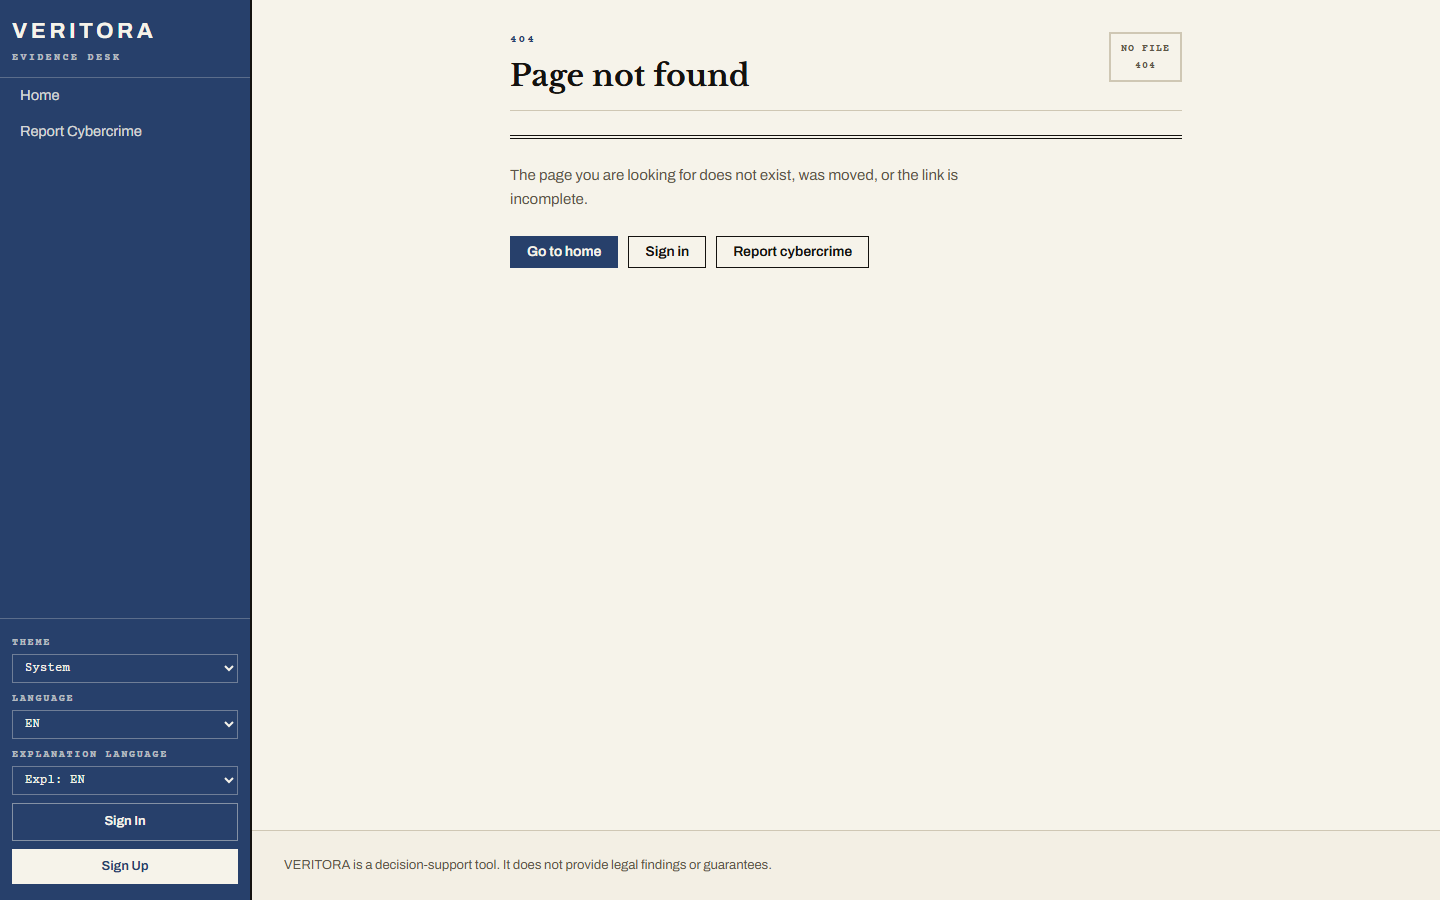 VERITORA
EVIDENCE DESK
Home
Report Cybercrime
THEME
System
LANGUAGE
EN
EXPLANATION LANGUAGE
Expl: EN
Sign In
Sign Up
404
Page not found
NO FILE
404
The page you are looking for does not exist, was moved, or the link is
incomplete.
Go to home
Sign in
Report cybercrime
VERITORA is a decision-support tool. It does not provide legal findings or guarantees.